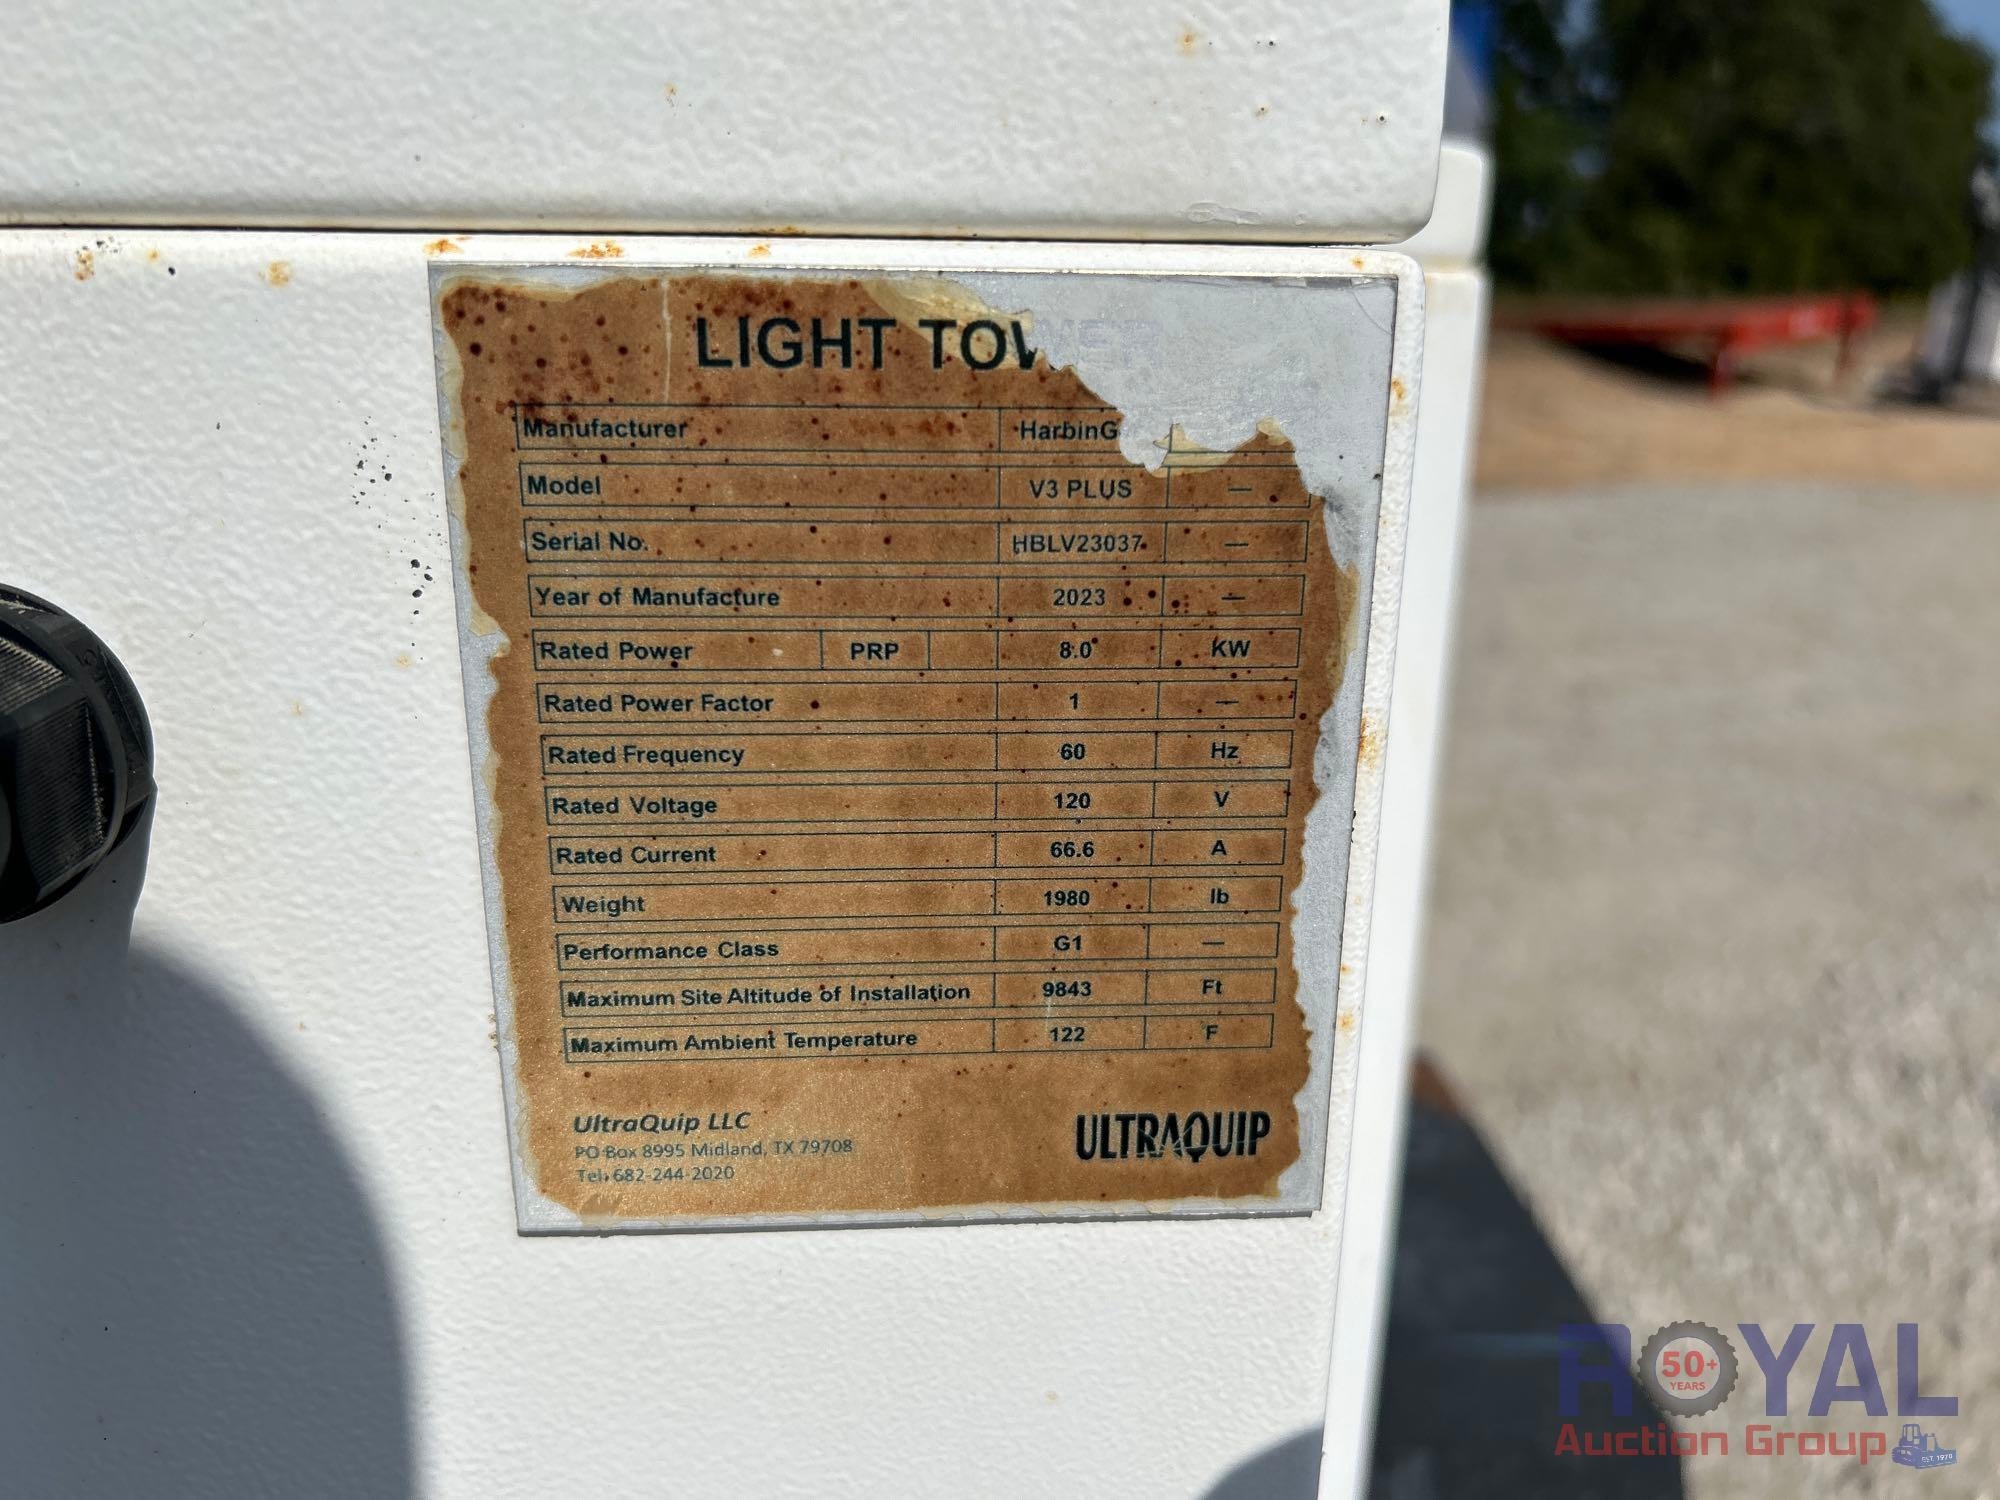 LIGHT TOWER
Manufacturer HarbinG
Model V3 PLUS —
Serial No. HBLV23037 —
Year of Manufacture 2023 —
Rated Power PRP 8.0 KW
Rated Power Factor 1 —
Rated Frequency 60 Hz
Rated Voltage 120 V
Rated Current 66.6 A
Weight 1980 lb
Performance Class G1 —
Maximum Site Altitude of Installation 9843 Ft
Maximum Ambient Temperature 122 F
UltraQuip LLC
PO Box 8995 Midland, TX 79708
Tel. 682-244-2020
ULTRAQUIP
ROYAL
50+
YEARS
Auction Group
EST. 1970